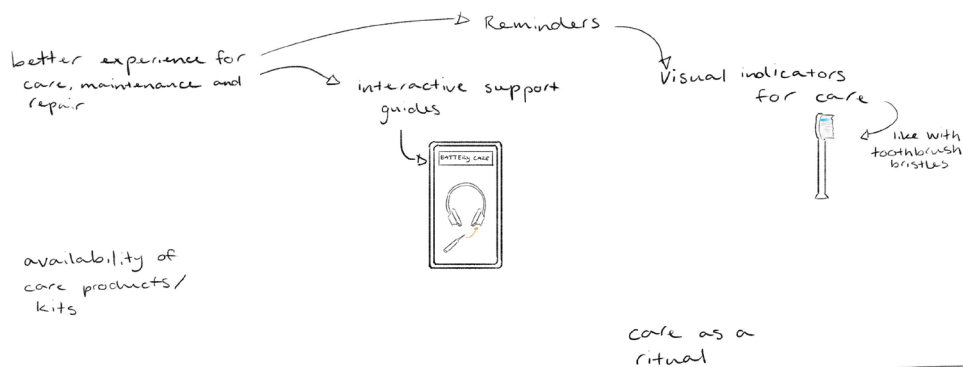 better experience for
care, maintenance and
repair
Reminders
interactive support
guides
BATTERY CARE
Visual indicators
for care
like with
toothbrush
bristles
availability of
care products/
kits
care as a
ritual